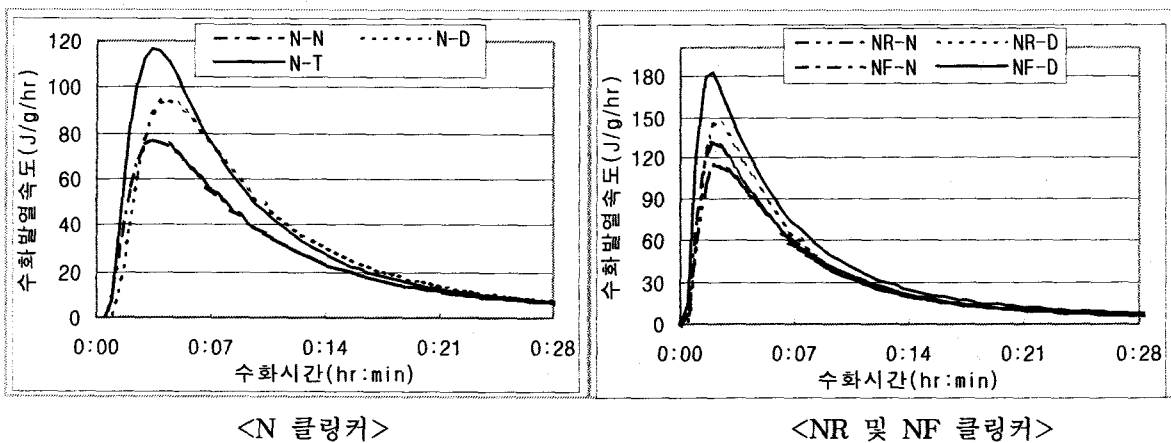 120
100
80
60
40
20
0
수화발열속도(J/g/hr)
N-N
N-D
N-T
0:00
0:07
0:14
0:21
0:28
수화시간(hr:min)
<N 클링커>
180
150
120
90
60
30
0
수화발열속도(J/g/hr)
NR-N
NR-D
NF-N
NF-D
0:00
0:07
0:14
0:21
0:28
수화시간(hr:min)
<NR 및 NF 클링커>